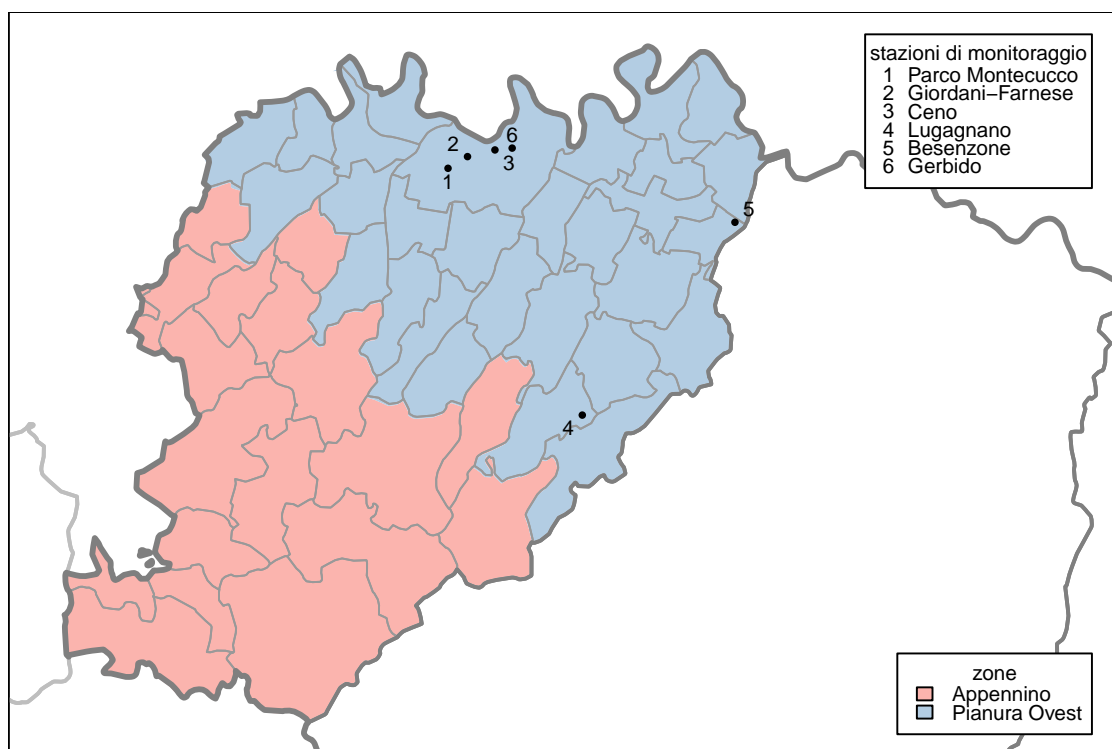 stazioni di monitoraggio
1 Parco Montecucco
2 Giordani−Farnese
3 Ceno
4 Lugagnano
5 Besenzone
6 Gerbido
6
2
3
1
5
4
zone
Appennino
Pianura Ovest